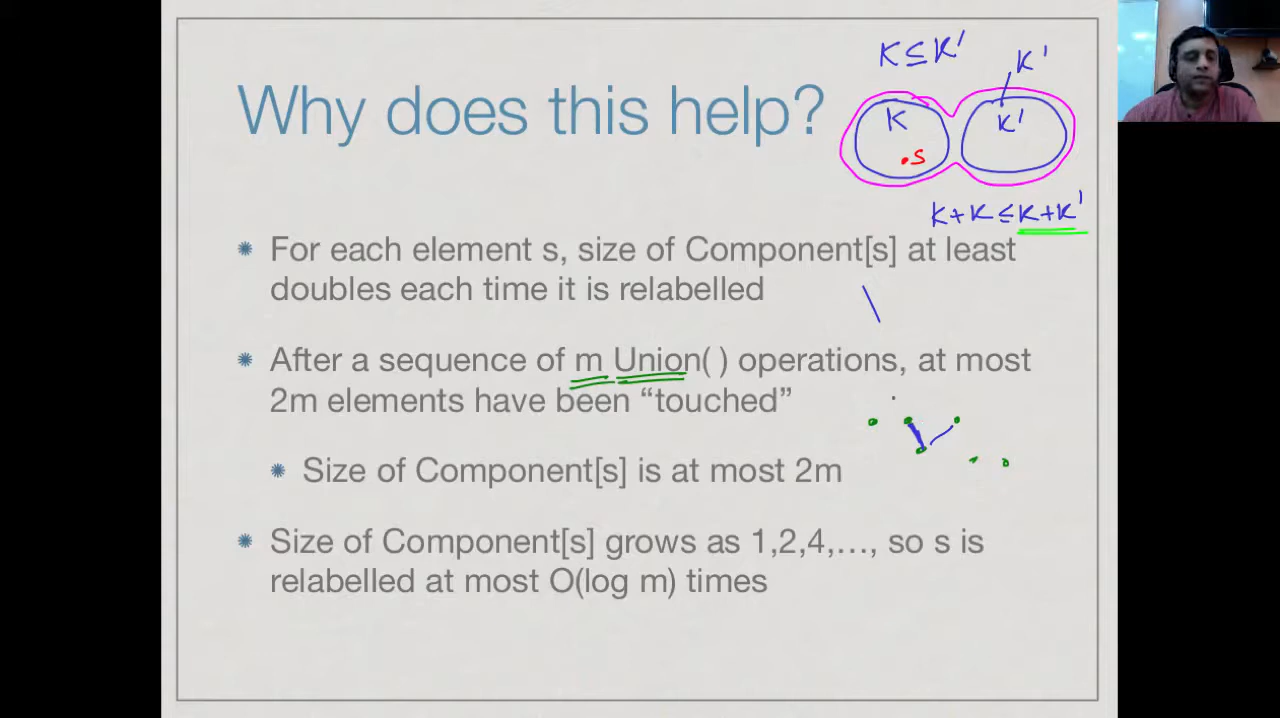 K ≤ K'
K'
Why does this help?
K
K'
s
K+K ≤ K+K'
For each element s, size of Component[s] at least
doubles each time it is relabelled
After a sequence of m Union( ) operations, at most
2m elements have been “touched”
Size of Component[s] is at most 2m
Size of Component[s] grows as 1,2,4,…, so s is
relabelled at most O(log m) times